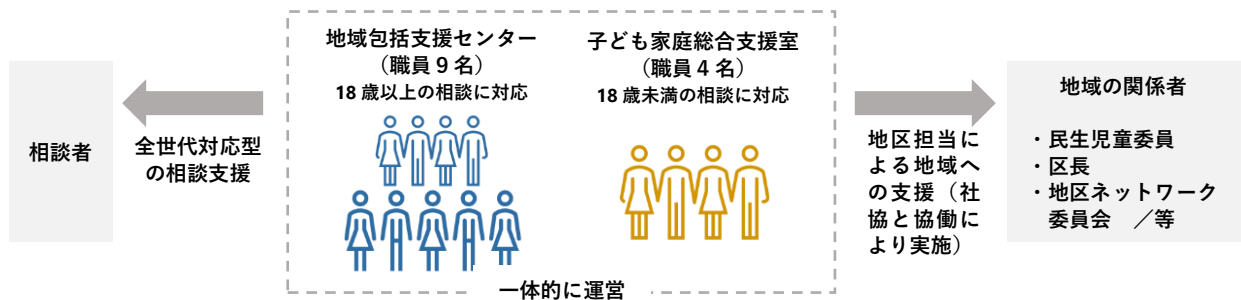 相談者
全世代対応型
の相談支援
地域包括支援センター
（職員９名）
18 歳以上の相談に対応
子ども家庭総合支援室
（職員４名）
18 歳未満の相談に対応
一体的に運営
地区担当に
よる地域へ
の支援（社
協と協働に
より実施）
地域の関係者
・民生児童委員
・区長
・地区ネットワーク
委員会　／等